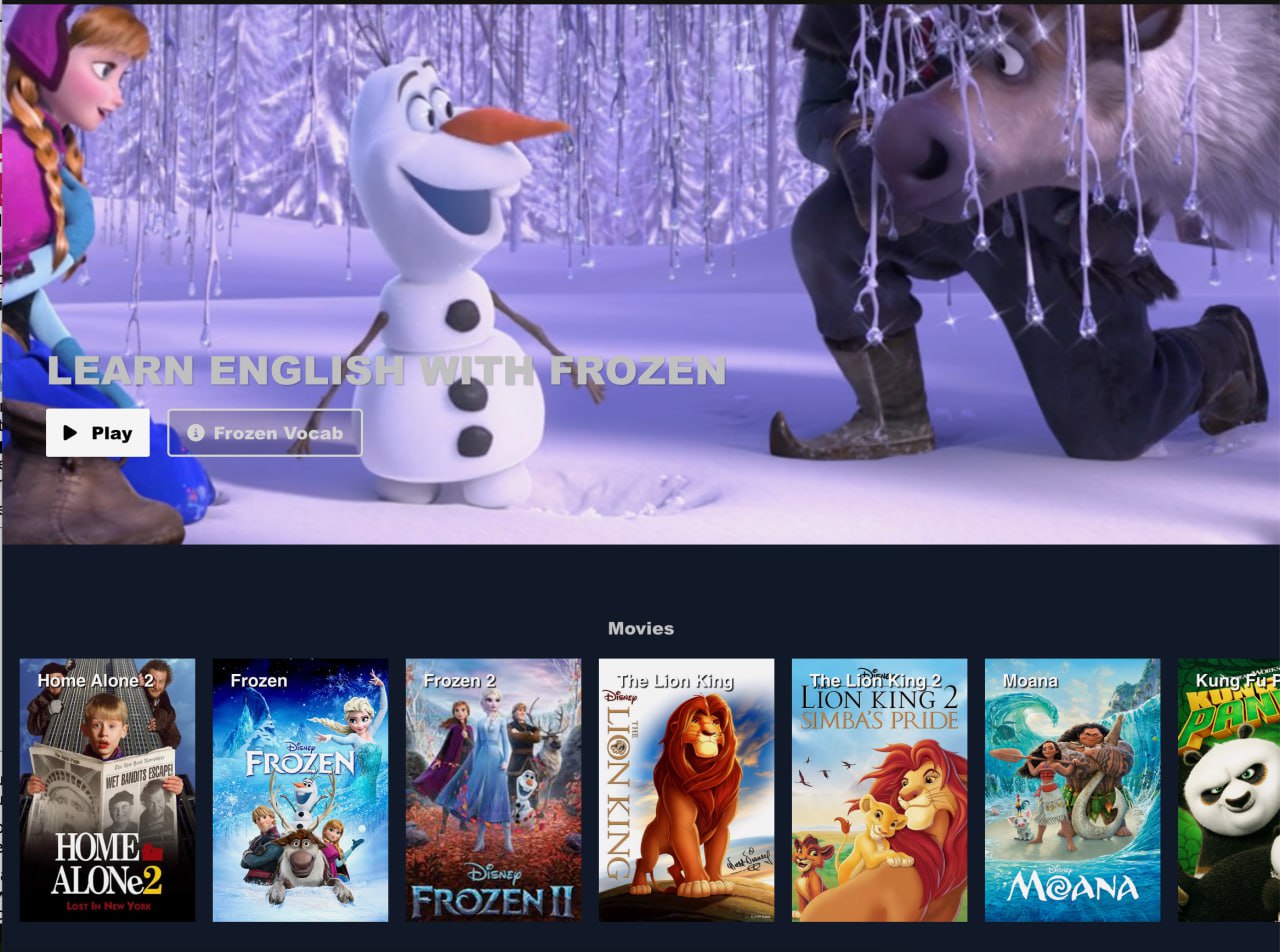 LEARN ENGLISH WITH FROZEN
Play
Frozen Vocab
Movies
Home Alone 2
WET BANDITS ESCAPE!
HOME
ALONe2
LOST IN NEW YORK
Frozen
DISNEY
FROZEN
Frozen 2
DISNEY
FROZEN II
The Lion King
DISNEY
THE
LION KING
The Lion King 2
DISNEY
LION KING 2
SIMBA'S PRIDE
Moana
DISNEY
MOANA
Kung Fu P
KUNG FU
PAN